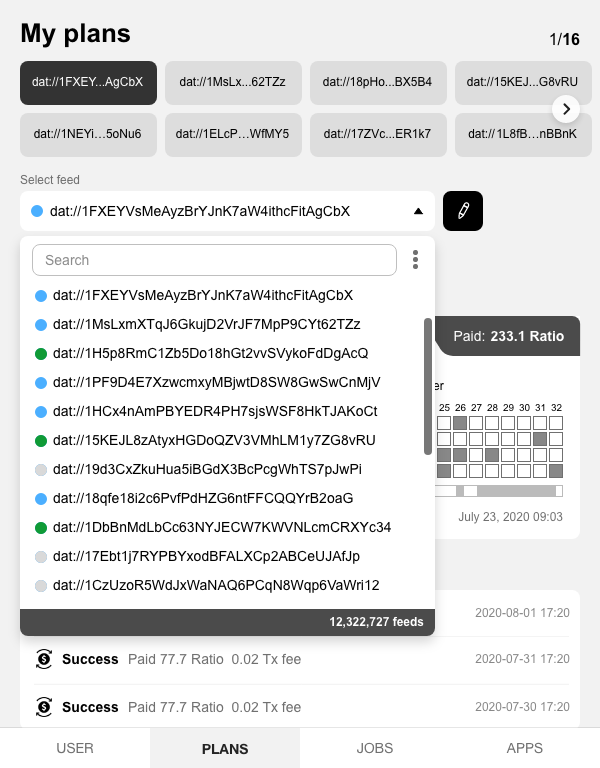 My plans
1/16
dat://1FXEY...AgCbX
dat://1MsLx...62TZz
dat://18pHo...BX5B4
dat://15KEJ...G8vRU
dat://1NEYi...5oNu6
dat://1ELcP...WfMY5
dat://17ZVc...ER1k7
dat://1L8fB...nBBnK
Select feed
dat://1FXEYVsMeAyzBrYJnK7aW4ithcFitAgCbX
Search
dat://1FXEYVsMeAyzBrYJnK7aW4ithcFitAgCbX
dat://1MsLxmXTqJ6GkujD2VrJF7MpP9CYt62TZz
dat://1H5p8RmC1Zb5Do18hGt2vvSVykoFdDgAcQ
dat://1PF9D4E7XzwcmxyMBjwtD8SW8GwSwCnMjV
dat://1HCx4nAmPBYEDR4PH7sjsWSF8HkTJAKoCt
dat://15KEJL8zAtyxHGDoQZV3VMhLM1y7ZG8vRU
dat://19d3CxZkuHua5iBGdX3BcPcgWhTS7pJwPi
dat://18qfe18i2c6PvfPdHZG6ntFFCQQYrB2oaG
dat://1DbBnMdLbCc63NYJECW7KWVNLcmCRXYc34
dat://17Ebt1j7RYPBYxodBFALXCp2ABCeUJAfJp
dat://1CzUzoR5WdJxWaNAQ6PCqN8Wqp6VaWri12
12,322,727 feeds
Paid: 233.1 Ratio
er
25 26 27 28 29 30 31 32
July 23, 2020 09:03
2020-08-01 17:20
Success Paid 77.7 Ratio 0.02 Tx fee 2020-07-31 17:20
Success Paid 77.7 Ratio 0.02 Tx fee 2020-07-30 17:20
USER PLANS JOBS APPS